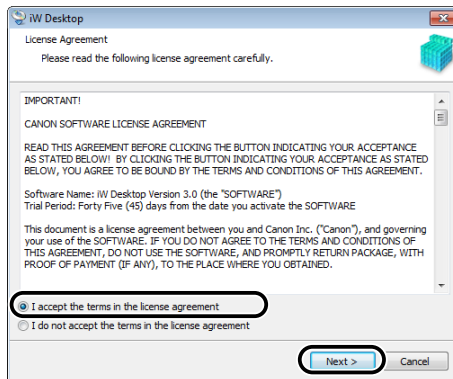 iW Desktop
License Agreement
Please read the following license agreement carefully.
IMPORTANT!
CANON SOFTWARE LICENSE AGREEMENT
READ THIS AGREEMENT BEFORE CLICKING THE BUTTON INDICATING YOUR ACCEPTANCE
AS STATED BELOW!  BY CLICKING THE BUTTON INDICATING YOUR ACCEPTANCE AS STATED
BELOW, YOU AGREE TO BE BOUND BY THE TERMS AND CONDITIONS OF THIS AGREEMENT.
Software Name: iW Desktop Version 3.0 (the "SOFTWARE")
Trial Period: Forty Five (45) days from the date you activate the SOFTWARE
This document is a license agreement between you and Canon Inc. ("Canon"), and governing
your use of the SOFTWARE. IF YOU DO NOT AGREE TO THE TERMS AND CONDITIONS OF
THIS AGREEMENT, DO NOT USE THE SOFTWARE, AND PROMPTLY RETURN PACKAGE, WITH
PROOF OF PAYMENT (IF ANY), TO THE PLACE WHERE YOU OBTAINED.
I accept the terms in the license agreement
I do not accept the terms in the license agreement
Next >
Cancel